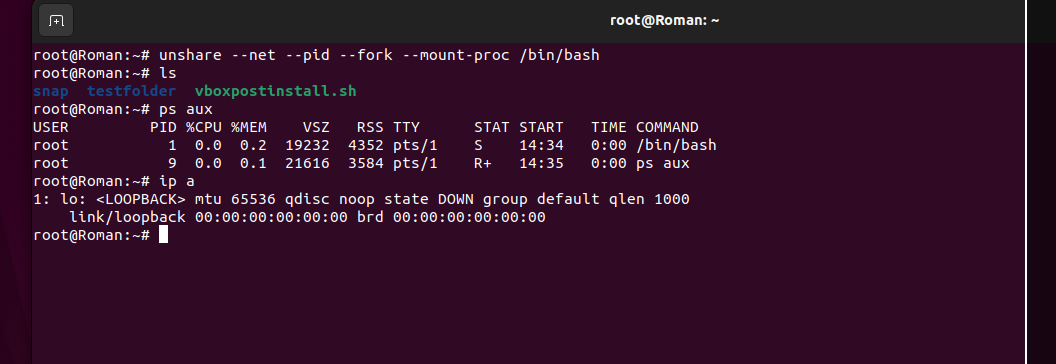 root@Roman: ~
root@Roman:~# unshare --net --pid --fork --mount-proc /bin/bash
root@Roman:~# ls
snap  testfolder  vboxpostinstall.sh
root@Roman:~# ps aux
USER         PID %CPU %MEM    VSZ   RSS TTY      STAT START   TIME COMMAND
root           1  0.0  0.2  19232  4352 pts/1    S    14:34   0:00 /bin/bash
root           9  0.0  0.1  21616  3584 pts/1    R+   14:35   0:00 ps aux
root@Roman:~# ip a
1: lo: <LOOPBACK> mtu 65536 qdisc noop state DOWN group default qlen 1000
    link/loopback 00:00:00:00:00:00 brd 00:00:00:00:00:00
root@Roman:~#